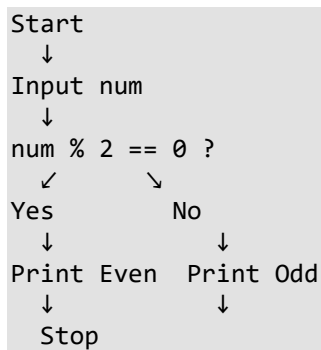 Start
↓
Input num
↓
num % 2 == 0 ?
↙ ↘
Yes No
↓ ↓
Print Even Print Odd
↓ ↓
Stop